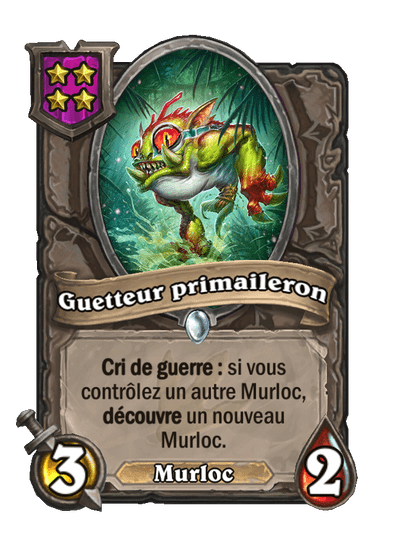 Guetteur primaileron
Cri de guerre : si vous
contrôlez un autre Murloc,
découvre un nouveau
Murloc.
3
Murloc
2